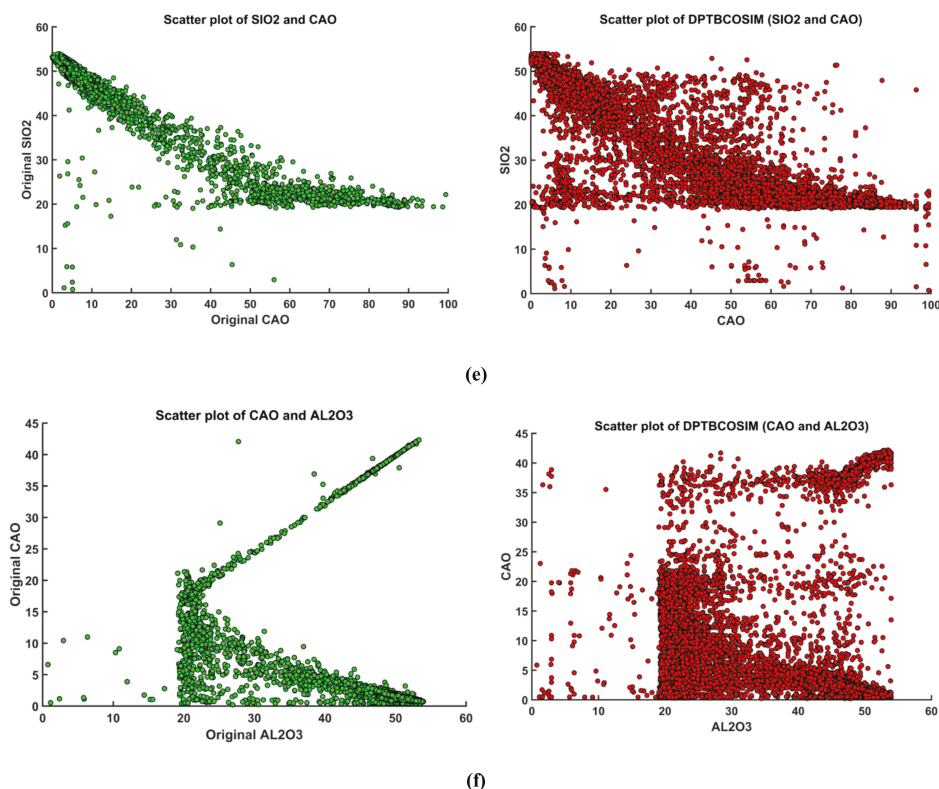 Scatter plot of SIO2 and CAO
60
50
40
30
20
10
0
Original SIO2
0 10 20 30 40 50 60 70 80 90 100
Original CAO
Scatter plot of DPTBCOSIM (SIO2 and CAO)
60
50
40
30
20
10
0
SIO2
0 10 20 30 40 50 60 70 80 90 100
CAO
(e)
Scatter plot of CAO and AL2O3
45
40
35
30
25
20
15
10
5
0
Original CAO
0 10 20 30 40 50 60
Original AL2O3
Scatter plot of DPTBCOSIM (CAO and AL2O3)
45
40
35
30
25
20
15
10
5
0
CAO
0 10 20 30 40 50 60
AL2O3
(f)